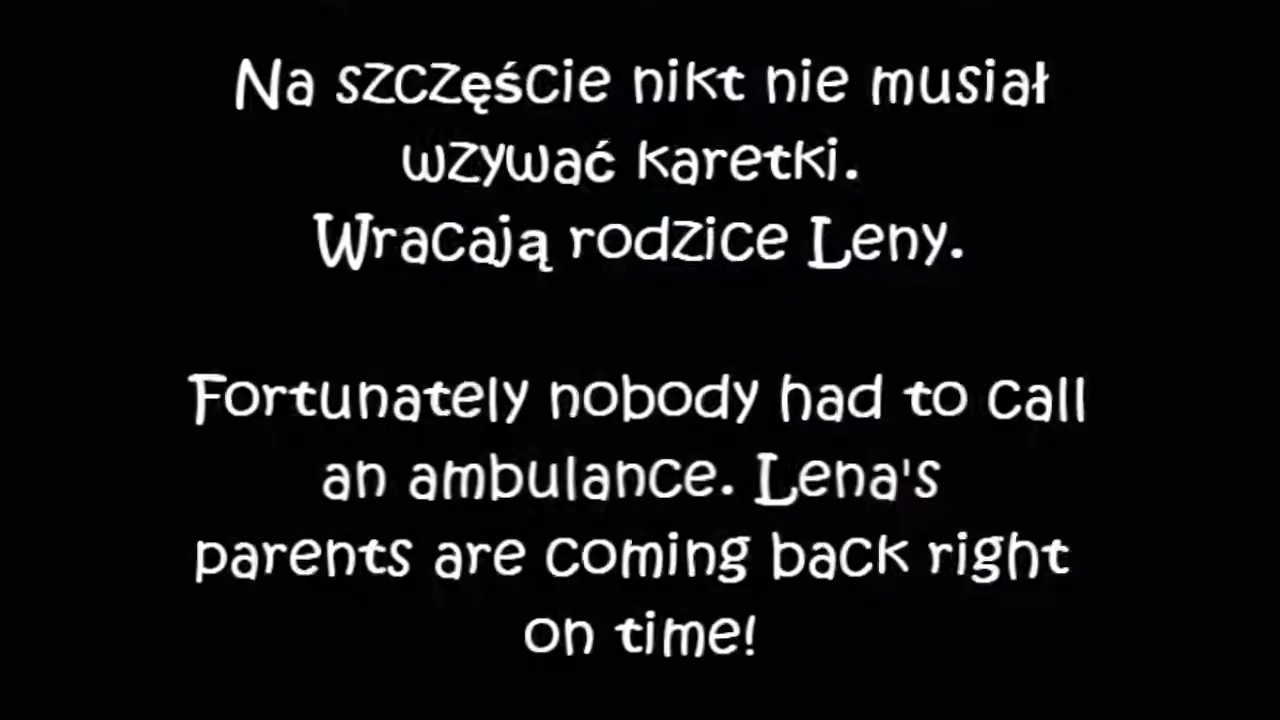 Na szczęście nikt nie musiał
wzywać karetki.
Wracają rodzice Leny.
Fortunately nobody had to call
an ambulance. Lena's
parents are coming back right
on time!